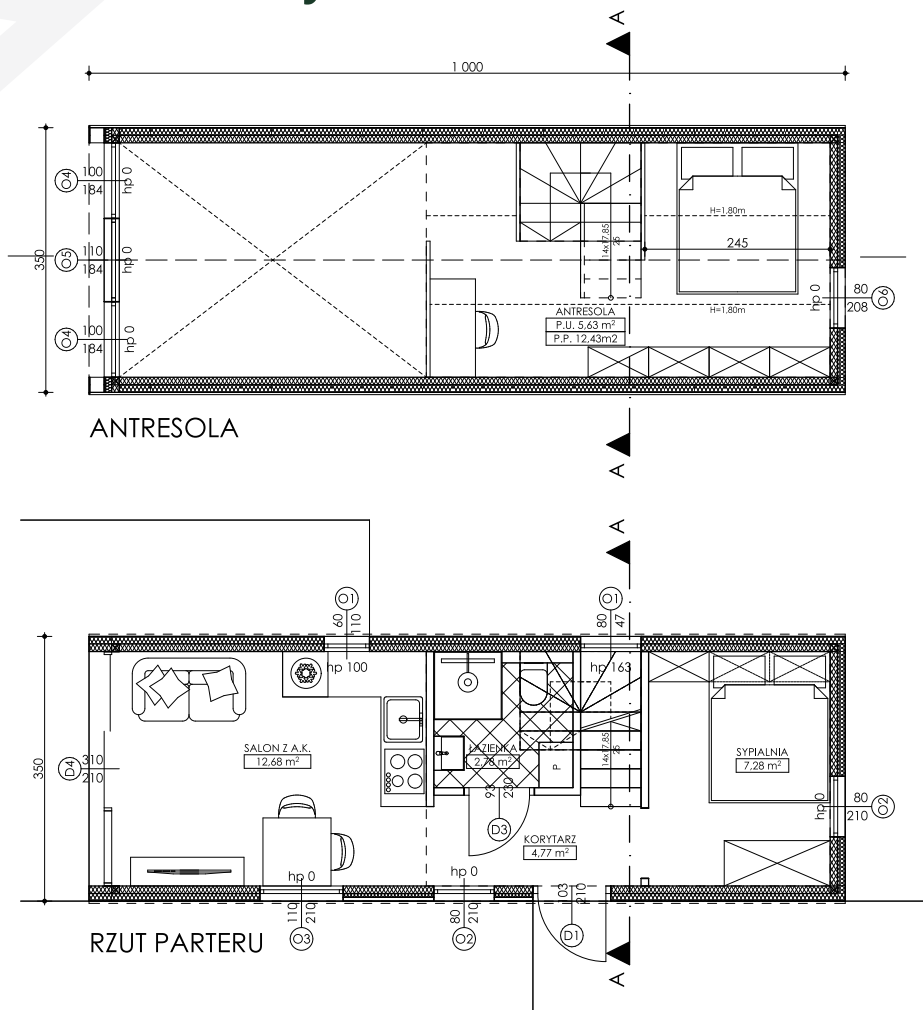 A
1 000
O4
100
184
hp 0
O5
110
184
hp 0
O4
100
184
hp 0
350
H=1,80m
14x17,85
25
245
hp 0
80
208
O6
H=1,80m
ANTRESOLA
P.U. 5,63 m²
P.P. 12,43m2
A
ANTRESOLA
A
O1
60
110
hp 100
O1
80
47
hp 163
350
D4
310
210
SALON Z A.K.
12,68 m²
ŁAZIENKA
2,78 m²
P
14x17,85
25
SYPIALNIA
7,28 m²
hp 0
80
210
O2
93
230
D3
KORYTARZ
4,77 m²
hp 0
110
210
O3
80
210
O2
103
210
D1
RZUT PARTERU
A